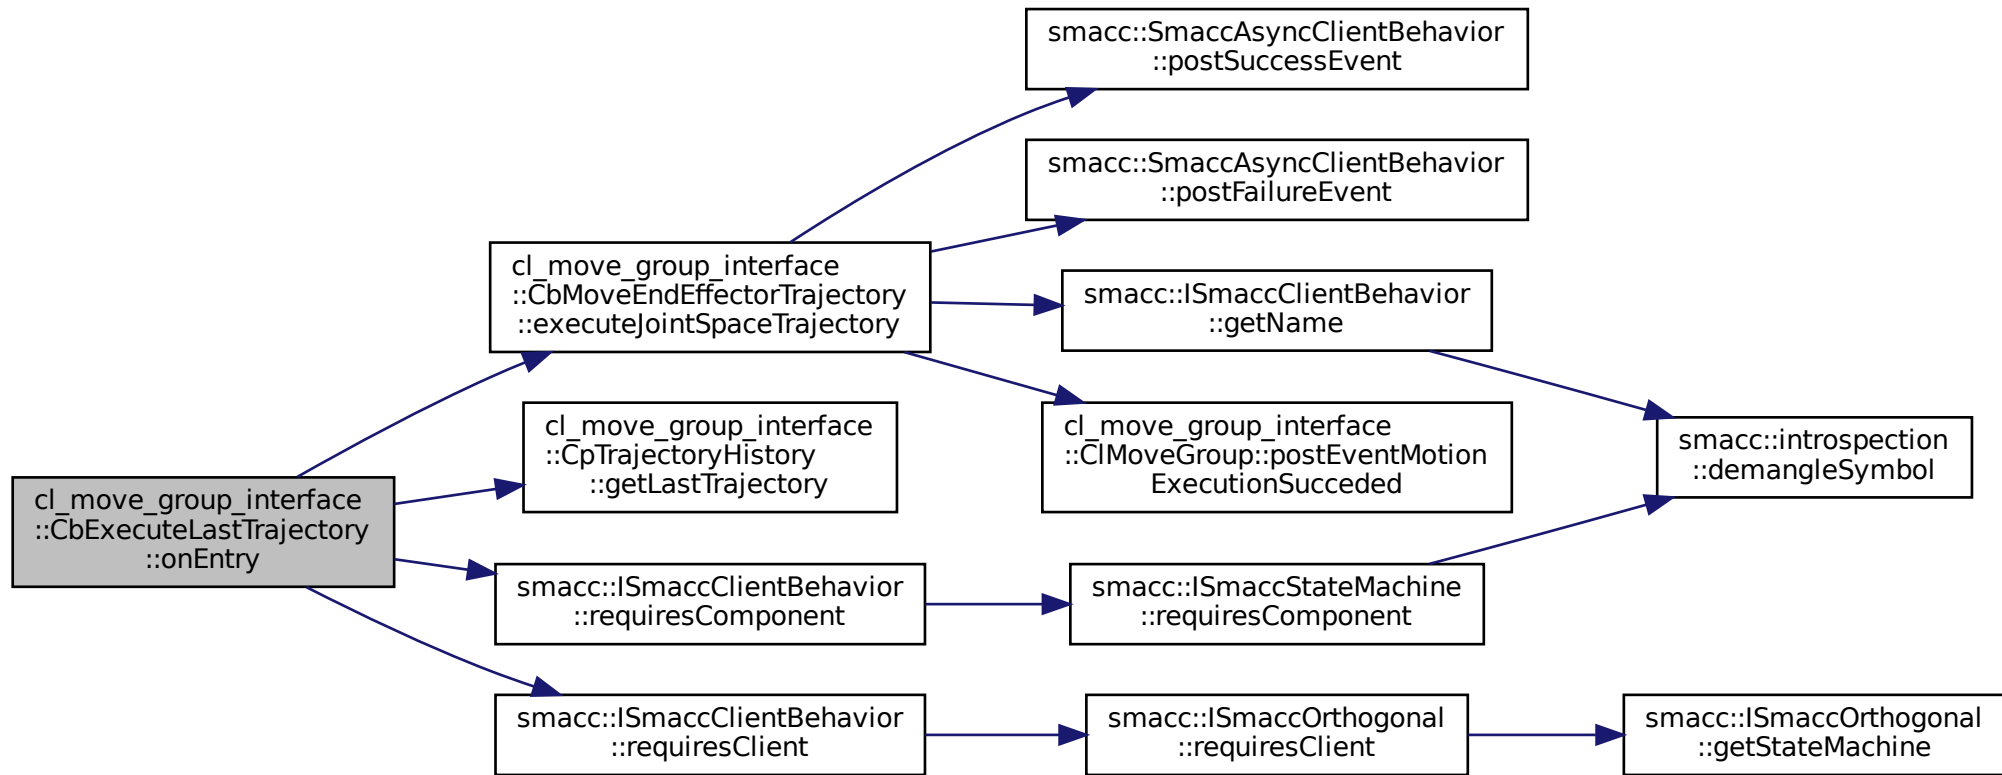 smacc::SmaccAsyncClientBehavior
::postSuccessEvent
smacc::SmaccAsyncClientBehavior
::postFailureEvent
cl_move_group_interface
::CbMoveEndEffectorTrajectory
::executeJointSpaceTrajectory
smacc::ISmaccClientBehavior
::getName
cl_move_group_interface
::CpTrajectoryHistory
::getLastTrajectory
cl_move_group_interface
::ClMoveGroup::postEventMotion
ExecutionSucceded
smacc::introspection
::demangleSymbol
cl_move_group_interface
::CbExecuteLastTrajectory
::onEntry
smacc::ISmaccClientBehavior
::requiresComponent
smacc::ISmaccStateMachine
::requiresComponent
smacc::ISmaccClientBehavior
::requiresClient
smacc::ISmaccOrthogonal
::requiresClient
smacc::ISmaccOrthogonal
::getStateMachine